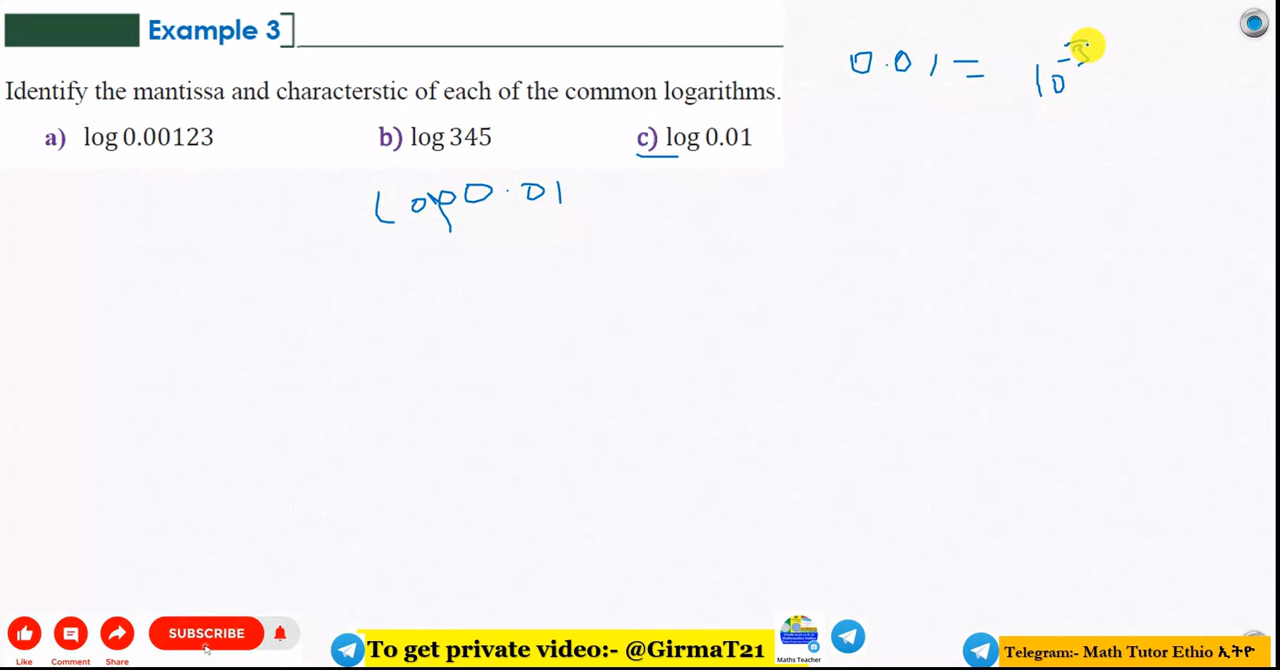 Example 3
0.01 =
10
Identify the mantissa and characterstic of each of the common logarithms.
a) log 0.00123 b) log 345 c) log 0.01
Log 0.01
Like Comment Share SUBSCRIBE
To get private video:- @GirmaT21
Maths Teacher
Telegram:- Math Tutor Ethio ኢትዮ